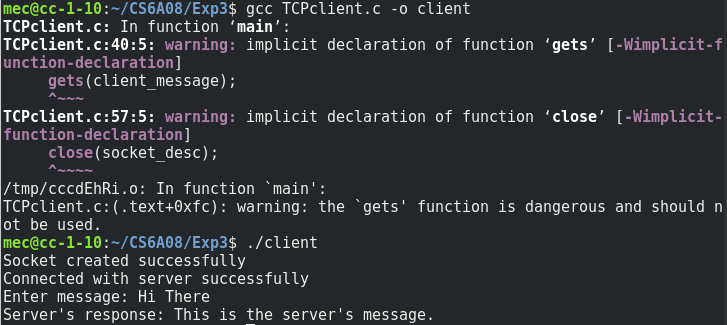 mec@cc-1-10:~/CS6A08/Exp3$ gcc TCPclient.c -o client
TCPclient.c: In function ‘main’:
TCPclient.c:40:5: warning: implicit declaration of function ‘gets’ [-Wimplicit-f
unction-declaration]
     gets(client_message);
     ^~~~
TCPclient.c:57:5: warning: implicit declaration of function ‘close’ [-Wimplicit-
function-declaration]
     close(socket_desc);
     ^~~~~
/tmp/cccdEhRi.o: In function `main':
TCPclient.c:(.text+0xfc): warning: the `gets' function is dangerous and should n
ot be used.
mec@cc-1-10:~/CS6A08/Exp3$ ./client
Socket created successfully
Connected with server successfully
Enter message: Hi There
Server's response: This is the server's message.